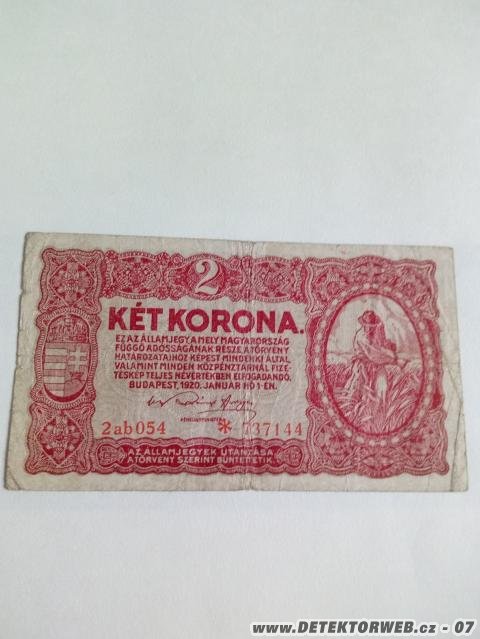 2
KÉT KORONA.
EZ AZ ÁLLAMJEGY, A MELY MAGYARORSZÁG
FÜGGŐ ADÓSSÁGÁNAK RÉSZE, A TÖRVÉNY
HATÁROZATAIHOZ KÉPEST MINDENKI ÁLTAL,
VALAMINT MINDEN KÖZPÉNZTÁRNÁL FIZE-
TÉSKÉP TELJES NÉVÉRTÉKBEN ELFOGADANDÓ.
BUDAPEST, 1920. JANUÁR HÓ 1-ÉN.
PÉNZÜGYMINISZTER.
2ab054 * 737144
AZ ÁLLAMJEGYEK UTÁNZÁSA
A TÖRVÉNY SZERINT BÜNTETTETIK.
www.DETEKTORWEB.cz - 07